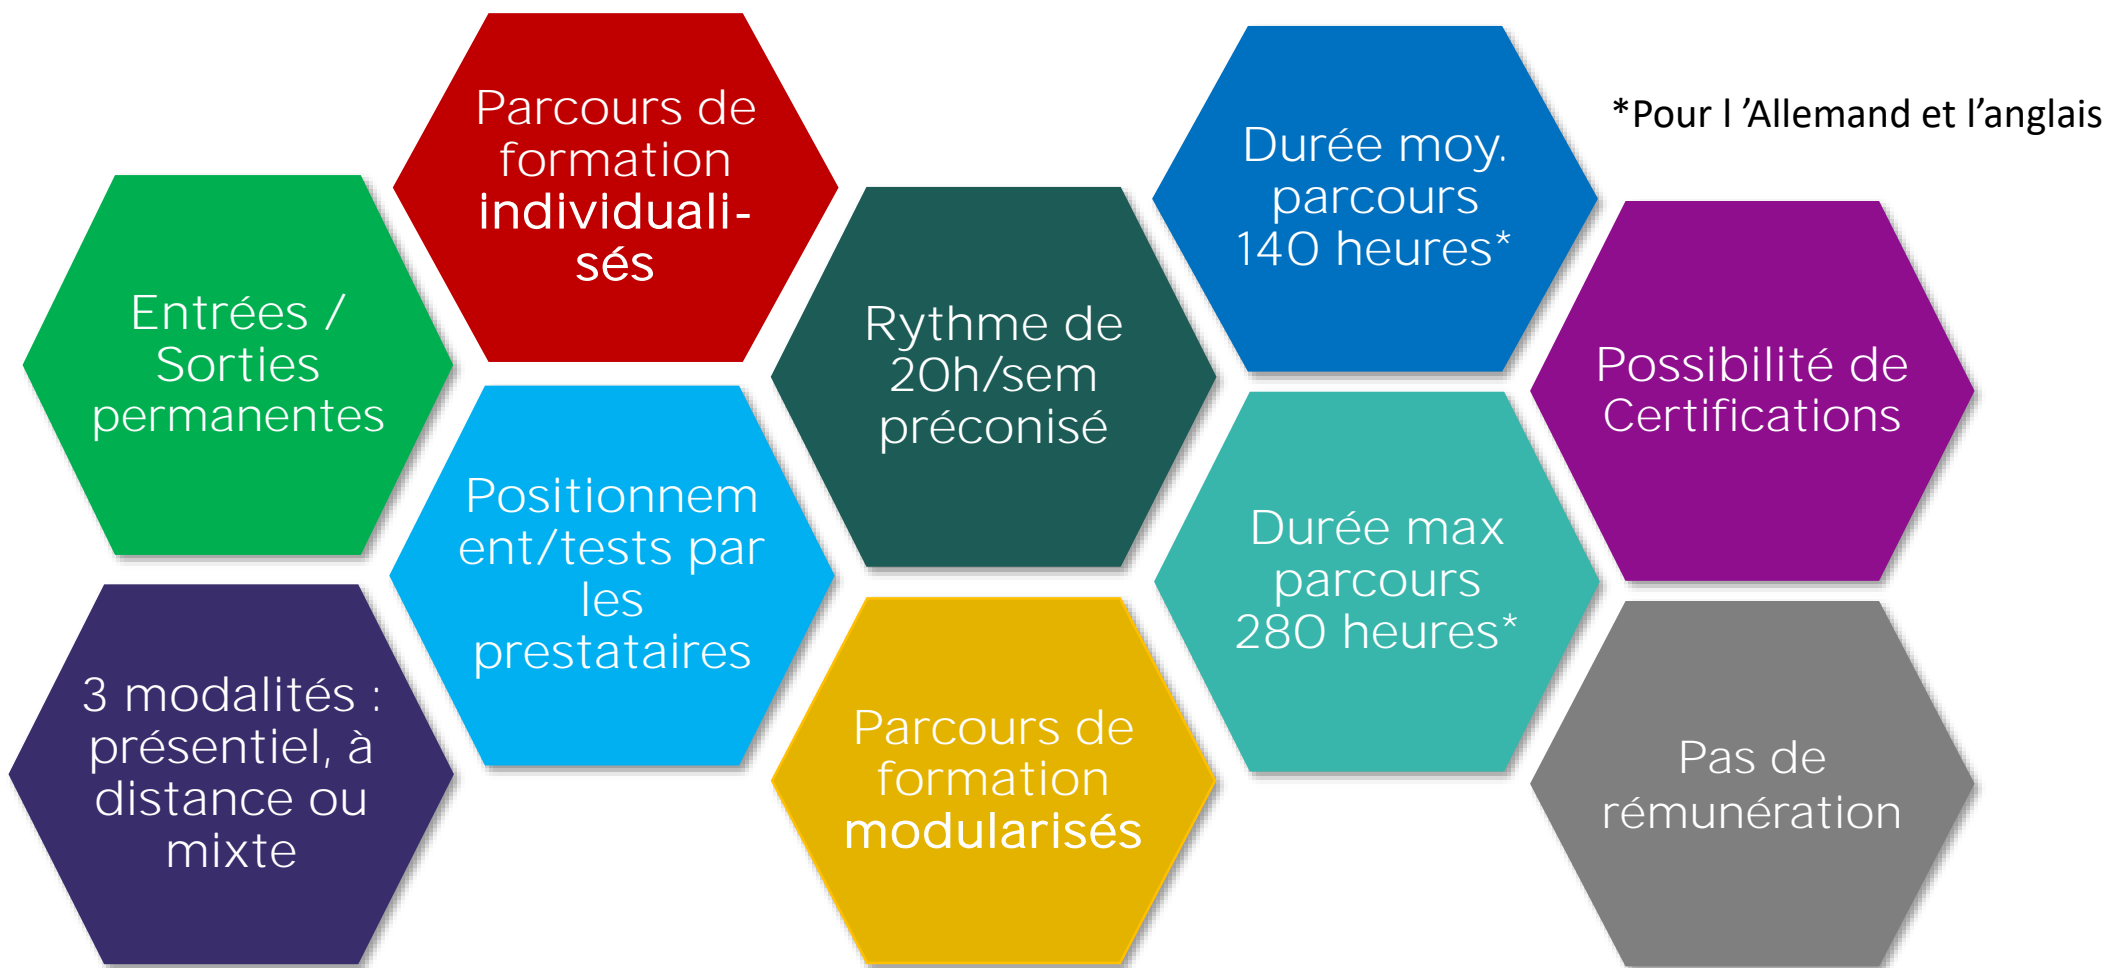 Parcours de
formation
individuali-
sés
Durée moy.
parcours
140 heures*
*Pour l ’Allemand et l’anglais
Entrées /
Sorties
permanentes
Rythme de
20h/sem
préconisé
Possibilité de
Certifications
Positionnem
ent/tests par
les
prestataires
Durée max
parcours
280 heures*
3 modalités :
présentiel, à
distance ou
mixte
Parcours de
formation
modularisés
Pas de
rémunération